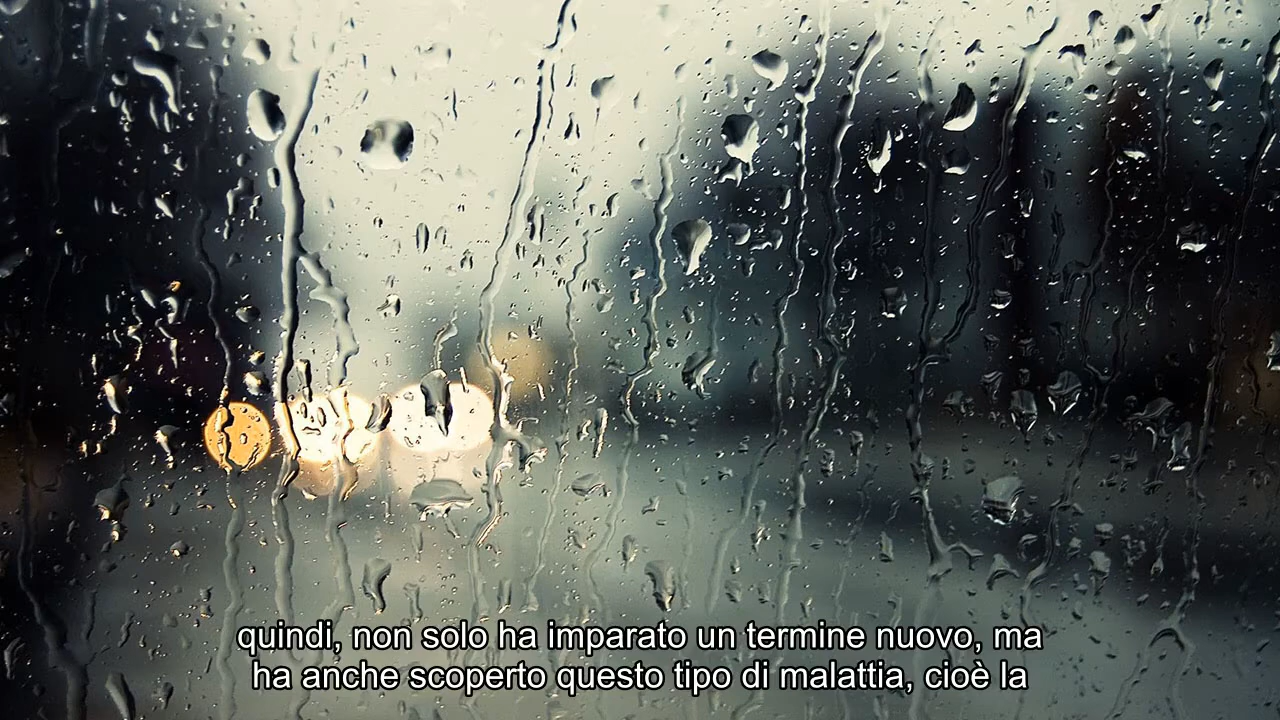 quindi, non solo ha imparato un termine nuovo, ma
ha anche scoperto questo tipo di malattia, cioè la